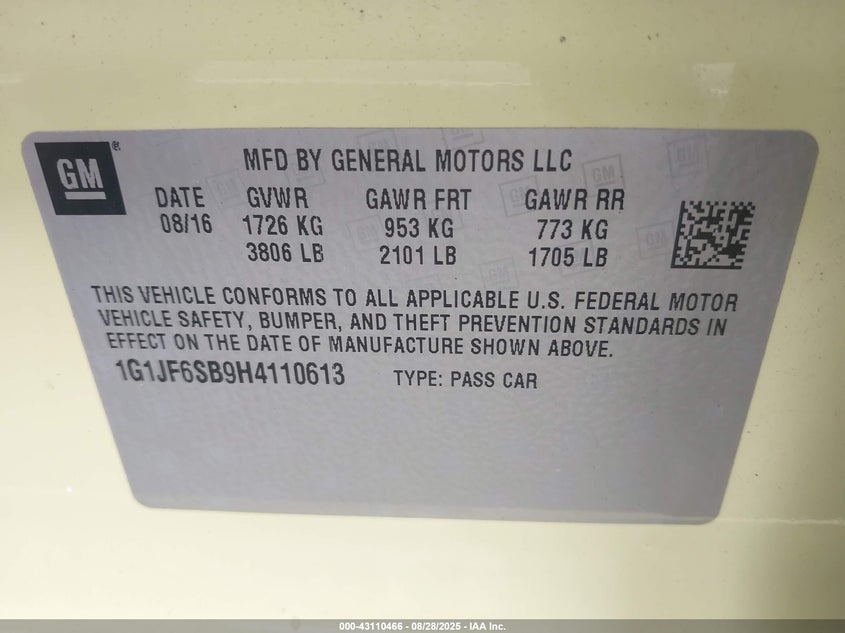 GM®
MFD BY GENERAL MOTORS LLC
DATE GVWR GAWR FRT GAWR RR
08/16 1726 KG 953 KG 773 KG
3806 LB 2101 LB 1705 LB
THIS VEHICLE CONFORMS TO ALL APPLICABLE U.S. FEDERAL MOTOR
VEHICLE SAFETY, BUMPER, AND THEFT PREVENTION STANDARDS IN
EFFECT ON THE DATE OF MANUFACTURE SHOWN ABOVE.
1G1JF6SB9H4110613 TYPE: PASS CAR
000-43110466 - 08/28/2025 - IAA Inc.